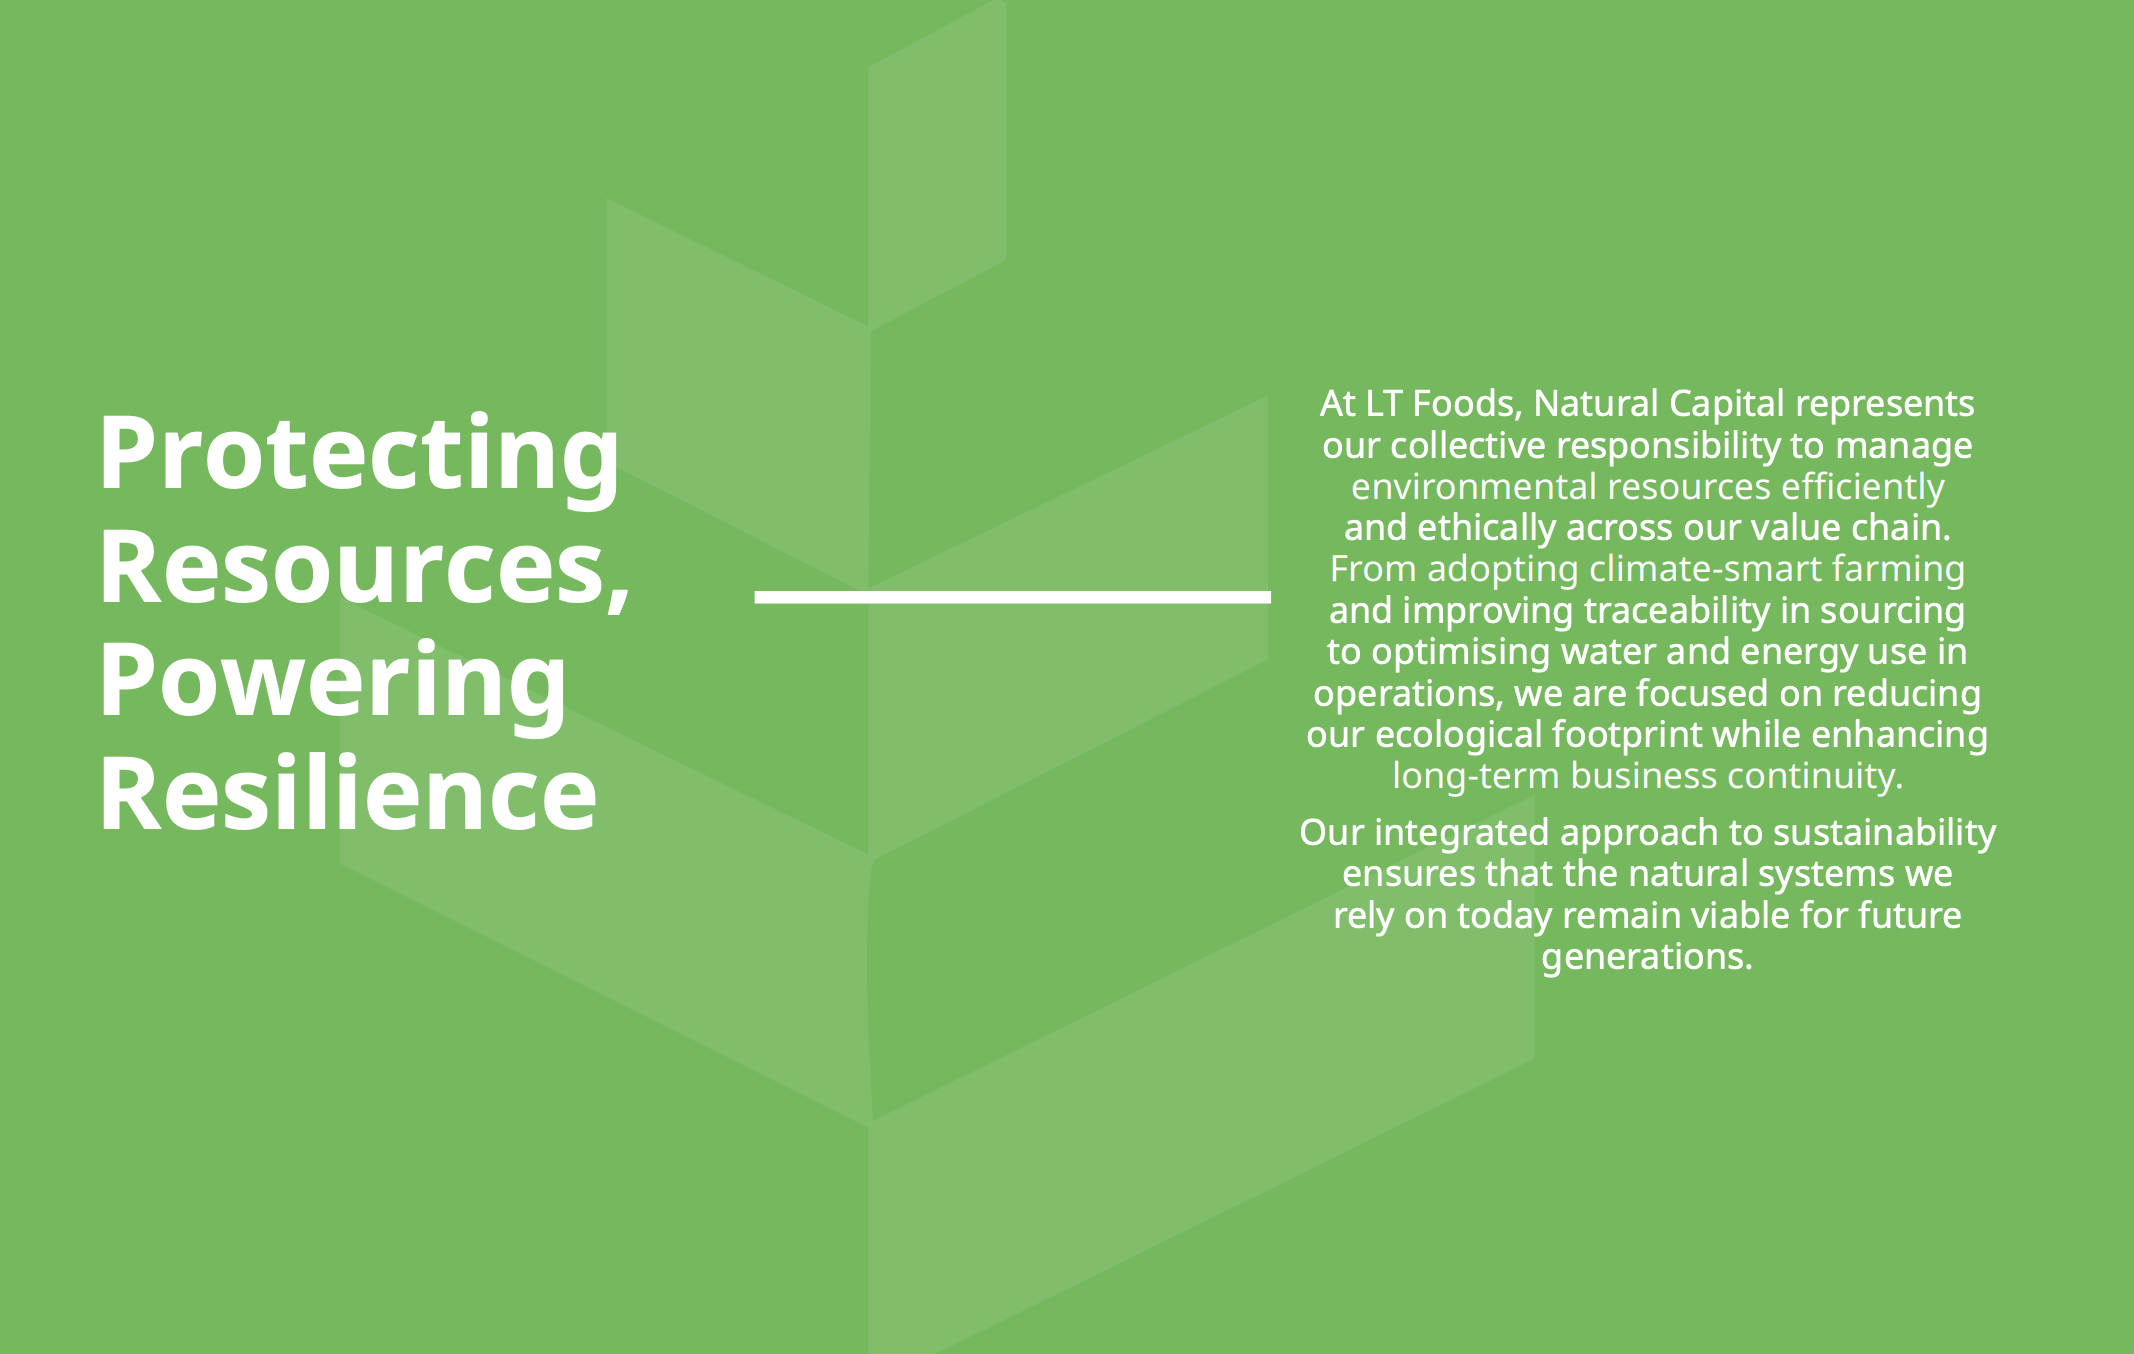 Protecting
Resources,
Powering
Resilience
At LT Foods, Natural Capital represents
our collective responsibility to manage
environmental resources efficiently
and ethically across our value chain.
From adopting climate-smart farming
and improving traceability in sourcing
to optimising water and energy use in
operations, we are focused on reducing
our ecological footprint while enhancing
long-term business continuity.
Our integrated approach to sustainability
ensures that the natural systems we
rely on today remain viable for future
generations.